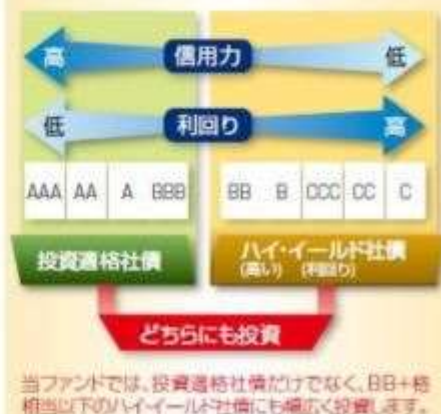 高 信用力 低
低 利回り 高
AAA AA A BBB BB B CCC CC C
投資適格社債 ハイ・イールド社債
(高い) (利回り)
どちらにも投資
当ファンドでは、投資適格社債だけでなく、BB+格
相当以下のハイ・イールド社債にも幅広く投資します。